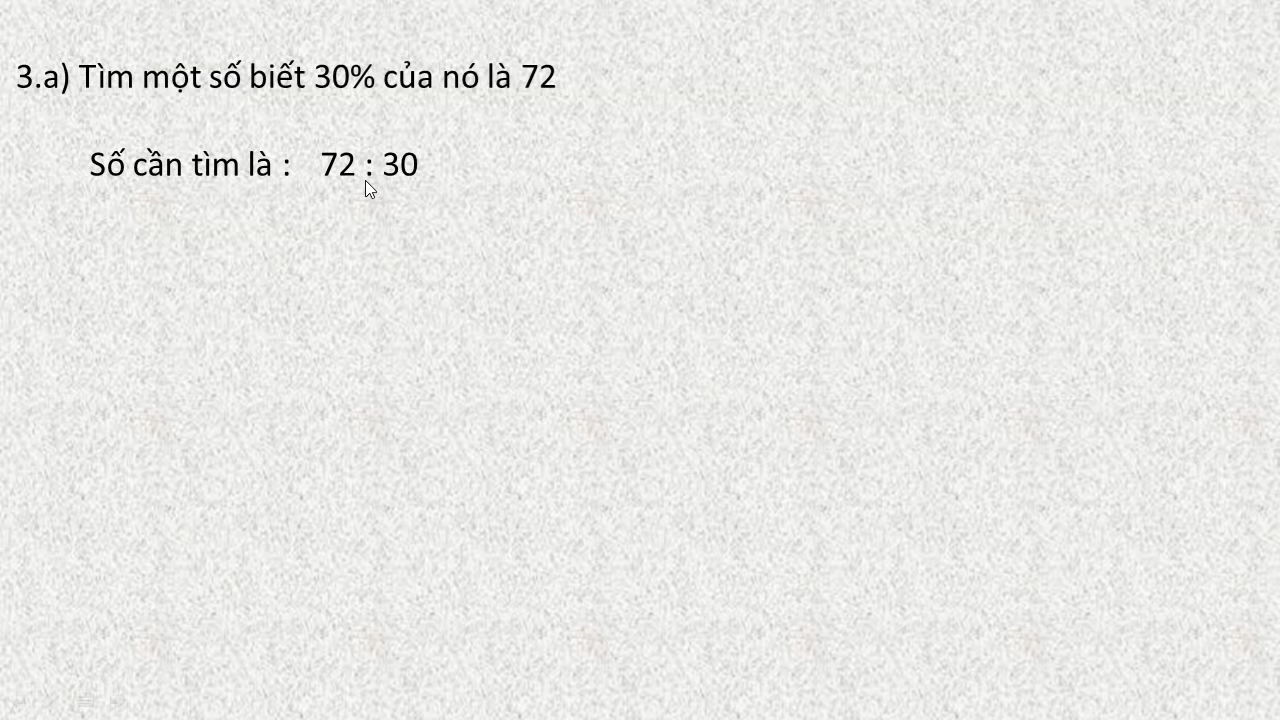 3.a) Tìm một số biết 30% của nó là 72
Số cần tìm là : 72 : 30